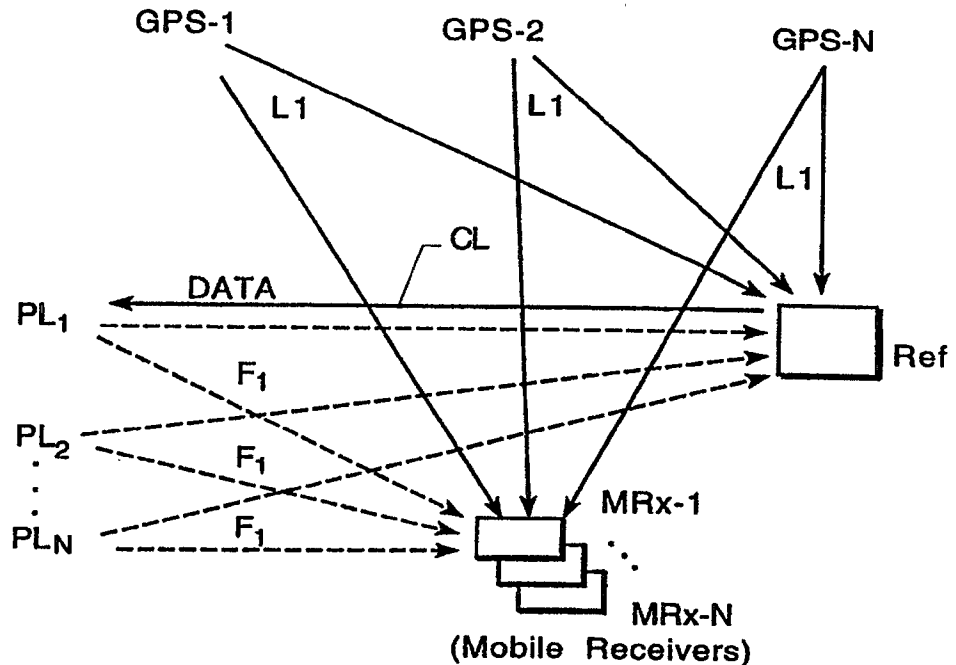 GPS-1
GPS-2
GPS-N
L1
L1
L1
CL
DATA
PL1
Ref
F1
PL2
F1
MRx-1
PLN
F1
MRx-N
(Mobile Receivers)